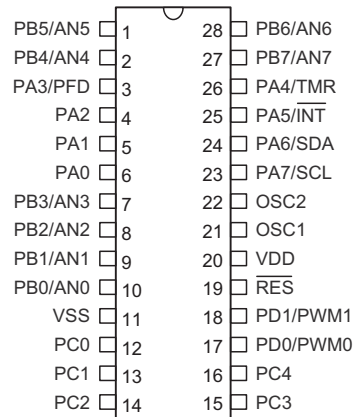 PB5/AN5 1 28 PB6/AN6
PB4/AN4 2 27 PB7/AN7
PA3/PFD 3 26 PA4/TMR
PA2 4 25 PA5/INT
PA1 5 24 PA6/SDA
PA0 6 23 PA7/SCL
PB3/AN3 7 22 OSC2
PB2/AN2 8 21 OSC1
PB1/AN1 9 20 VDD
PB0/AN0 10 19 RES
VSS 11 18 PD1/PWM1
PC0 12 17 PD0/PWM0
PC1 13 16 PC4
PC2 14 15 PC3